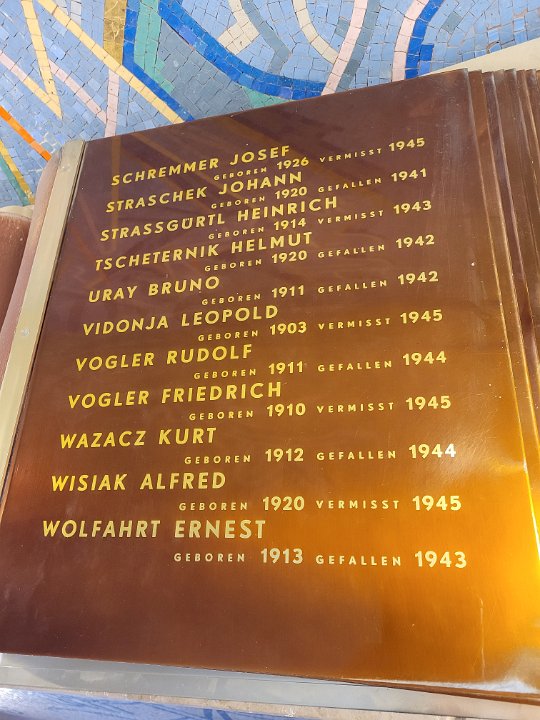 SCHREMMER JOSEF
GEBOREN 1926 VERMISST 1945
STRASCHEK JOHANN
GEBOREN 1920 GEFALLEN 1941
STRASSGÜRTL HEINRICH
GEBOREN 1914 VERMISST 1943
TSCHETERNIK HELMUT
GEBOREN 1920 GEFALLEN 1942
URAY BRUNO
GEBOREN 1911 GEFALLEN 1942
VIDONJA LEOPOLD
GEBOREN 1903 VERMISST 1945
VOGLER RUDOLF
GEBOREN 1911 GEFALLEN 1944
VOGLER FRIEDRICH
GEBOREN 1910 VERMISST 1945
WAZACZ KURT
GEBOREN 1912 GEFALLEN 1944
WISIAK ALFRED
GEBOREN 1920 VERMISST 1945
WOLFAHRT ERNEST
GEBOREN 1913 GEFALLEN 1943